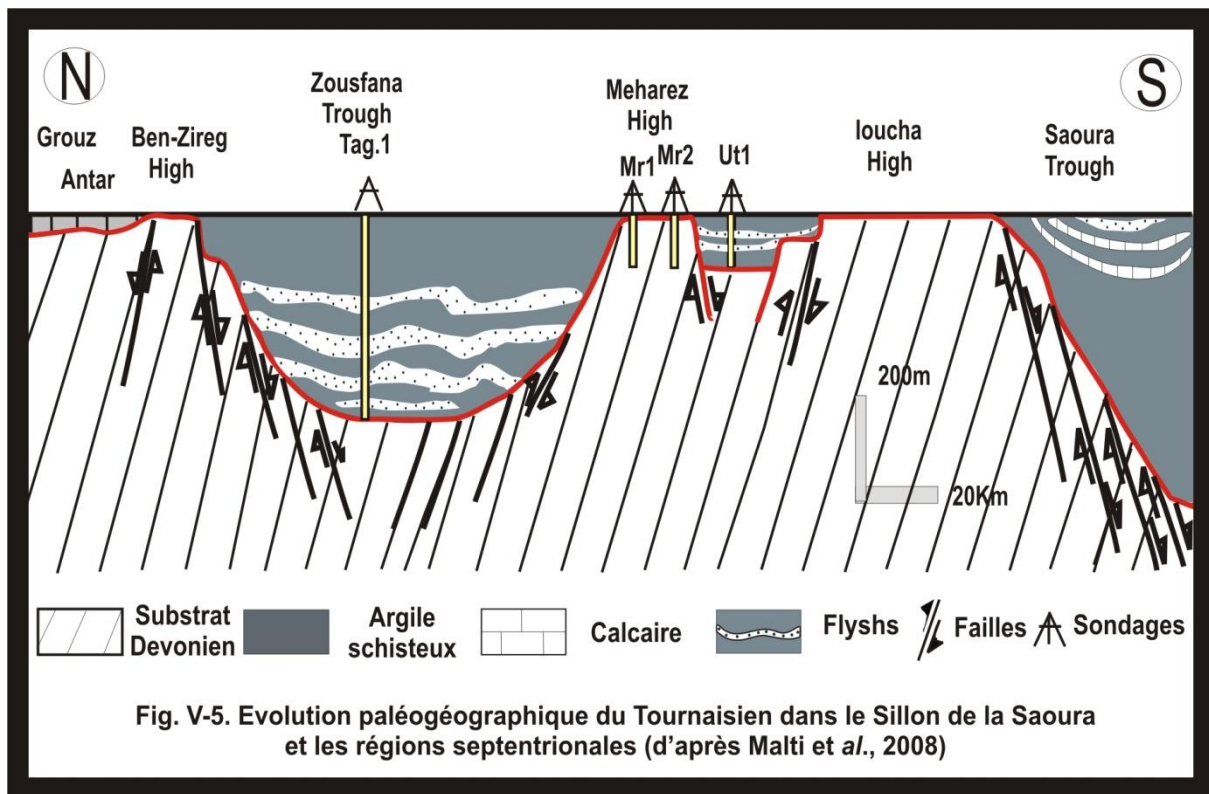 N
S
Grouz
Antar
Ben-Zireg
High
Zousfana
Trough
Tag.1
Meharez
High
Mr1
Mr2
Ut1
Ioucha
High
Saoura
Trough
200m
20Km
Substrat
Devonien
Argile
schisteux
Calcaire
Flyshs
Failles
Sondages
Fig. V-5. Evolution paléogéographique du Tournaisien dans le Sillon de la Saoura
et les régions septentrionales (d'après Malti et al., 2008)